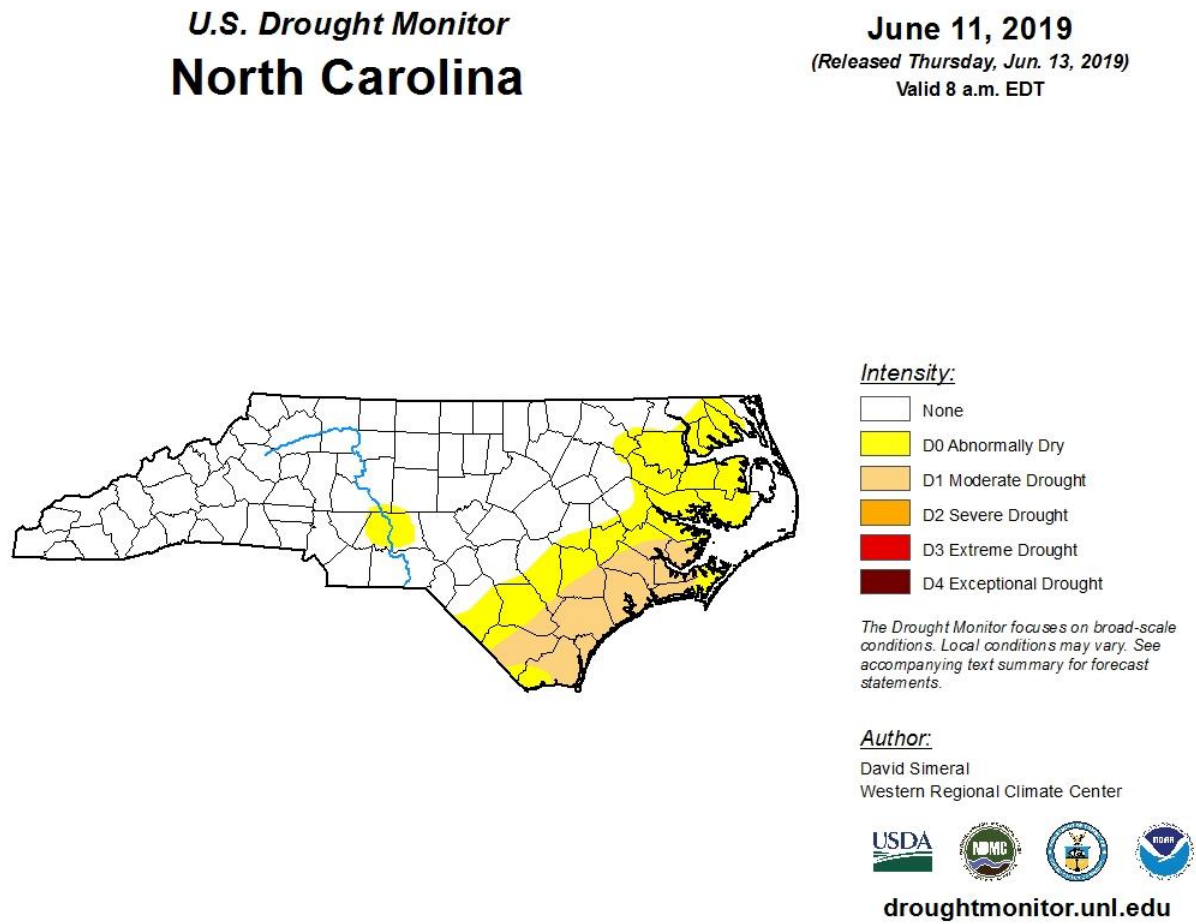 U.S. Drought Monitor
North Carolina
June 11, 2019
(Released Thursday, Jun. 13, 2019)
Valid 8 a.m. EDT
Intensity:
None
D0 Abnormally Dry
D1 Moderate Drought
D2 Severe Drought
D3 Extreme Drought
D4 Exceptional Drought
The Drought Monitor focuses on broad-scale
conditions. Local conditions may vary. See
accompanying text summary for forecast
statements.
Author:
David Simeral
Western Regional Climate Center
USDA
NDMC
NOAA
droughtmonitor.unl.edu